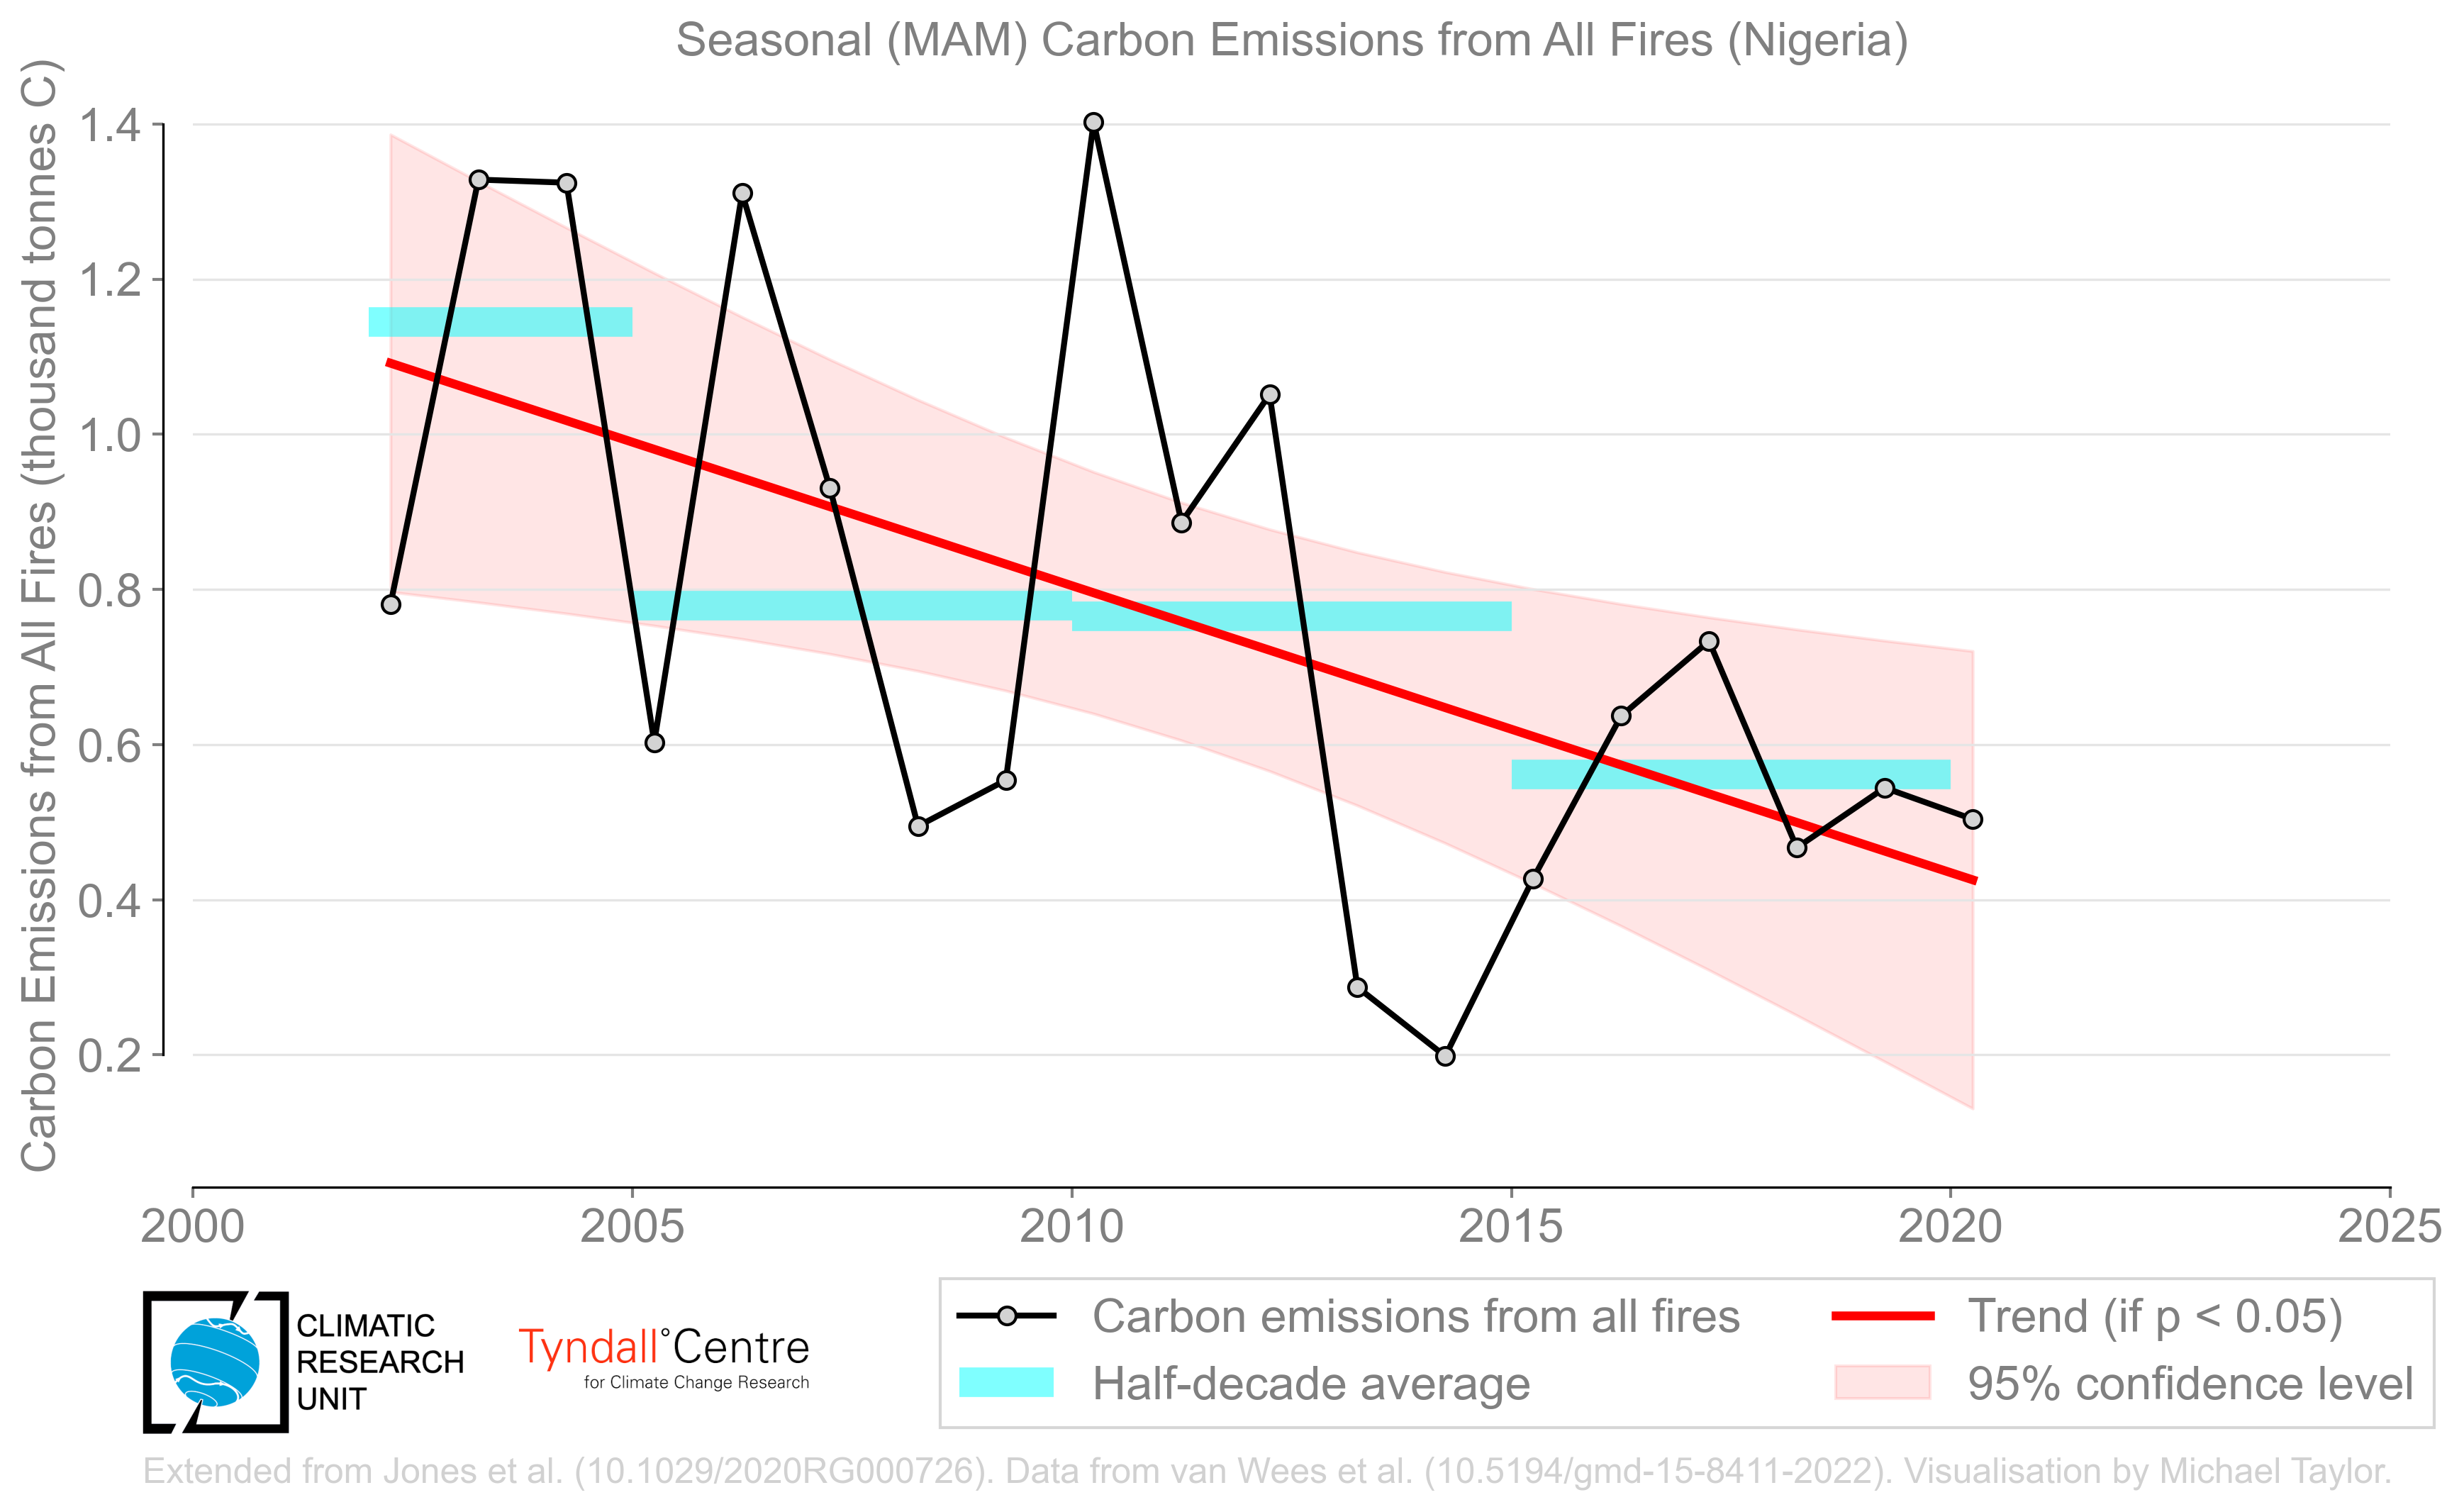 Seasonal (MAM) Carbon Emissions from All Fires (Nigeria)
Carbon Emissions from All Fires (thousand tonnes C)
1.4
1.2
1.0
0.8
0.6
0.4
0.2
2000
2005
2010
2015
2020
2025
CLIMATIC
RESEARCH
UNIT
Tyndall°Centre
for Climate Change Research
Carbon emissions from all fires
Half-decade average
Trend (if p < 0.05)
95% confidence level
Extended from Jones et al. (10.1029/2020RG000726). Data from van Wees et al. (10.5194/gmd-15-8411-2022). Visualisation by Michael Taylor.